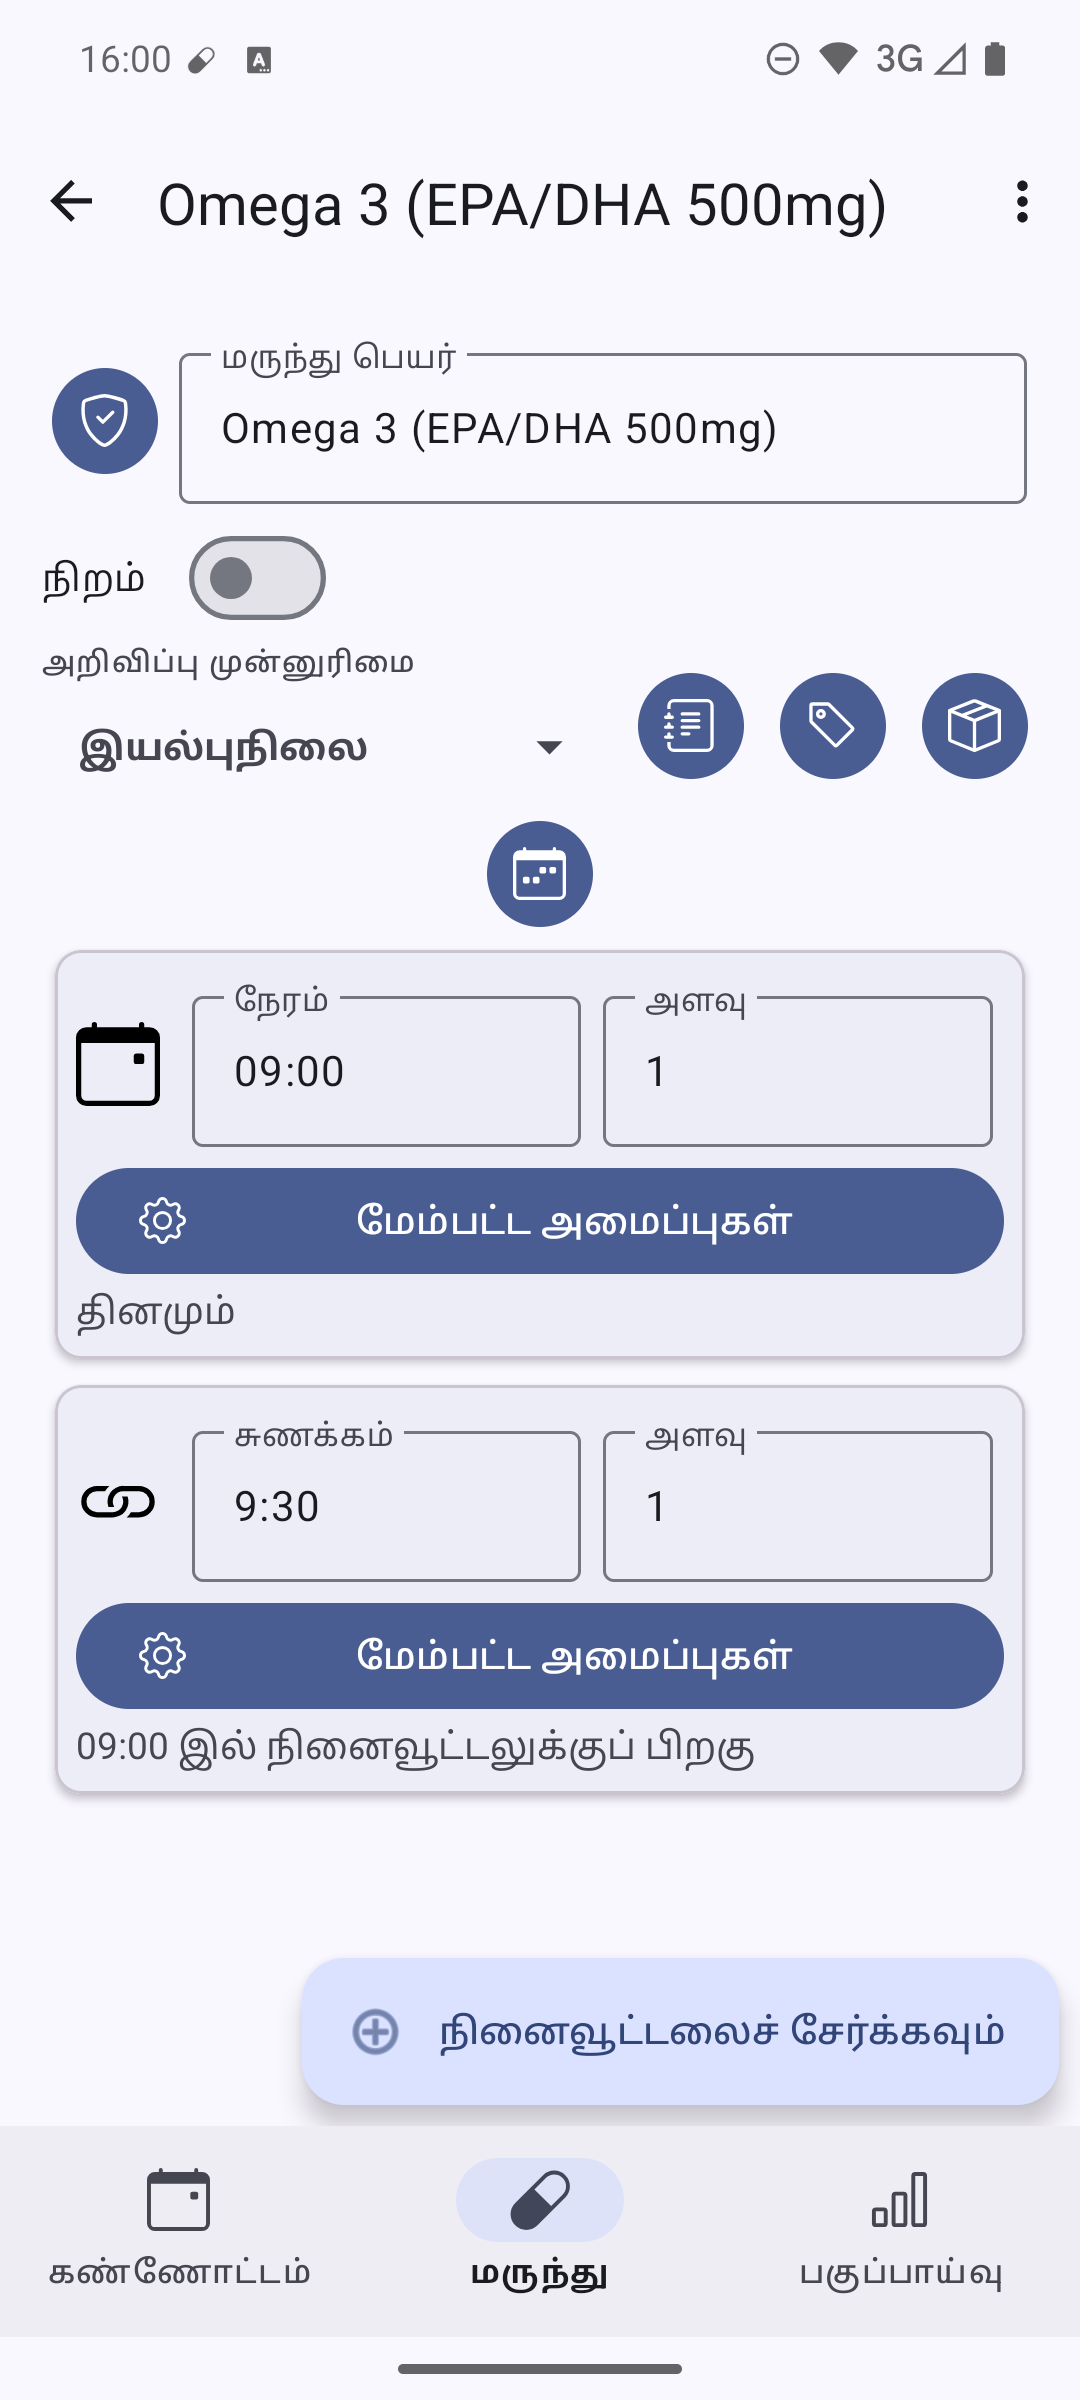 16:00
3G
Omega 3 (EPA/DHA 500mg)
மருந்து பெயர்
Omega 3 (EPA/DHA 500mg)
நிறம்
அறிவிப்பு முன்னுரிமை
இயல்புநிலை
நேரம்
அளவு
09:00
1
மேம்பட்ட அமைப்புகள்
தினமும்
சுணக்கம்
அளவு
9:30
1
மேம்பட்ட அமைப்புகள்
09:00 இல் நினைவூட்டலுக்குப் பிறகு
நினைவூட்டலைச் சேர்க்கவும்
கண்ணோட்டம்
மருந்து
பகுப்பாய்வு